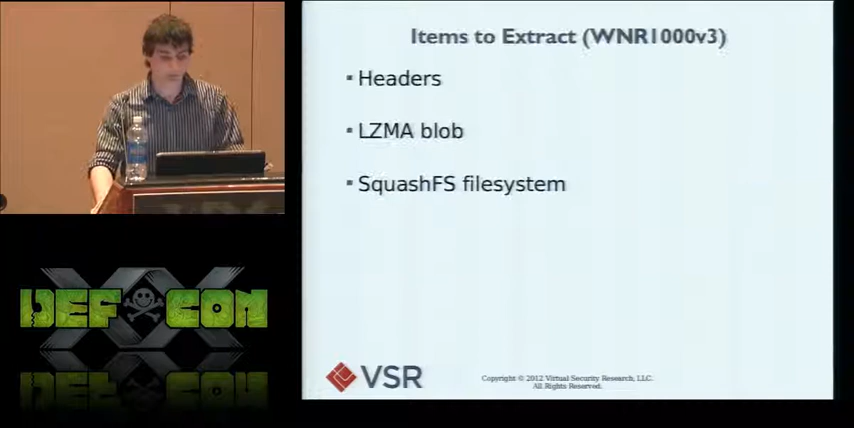 Items to Extract (WNR1000v3)
Headers
LZMA blob
SquashFS filesystem
VSR
Copyright © 2012 Virtual Security Research, LLC.
All Rights Reserved.
XX
DEF CON